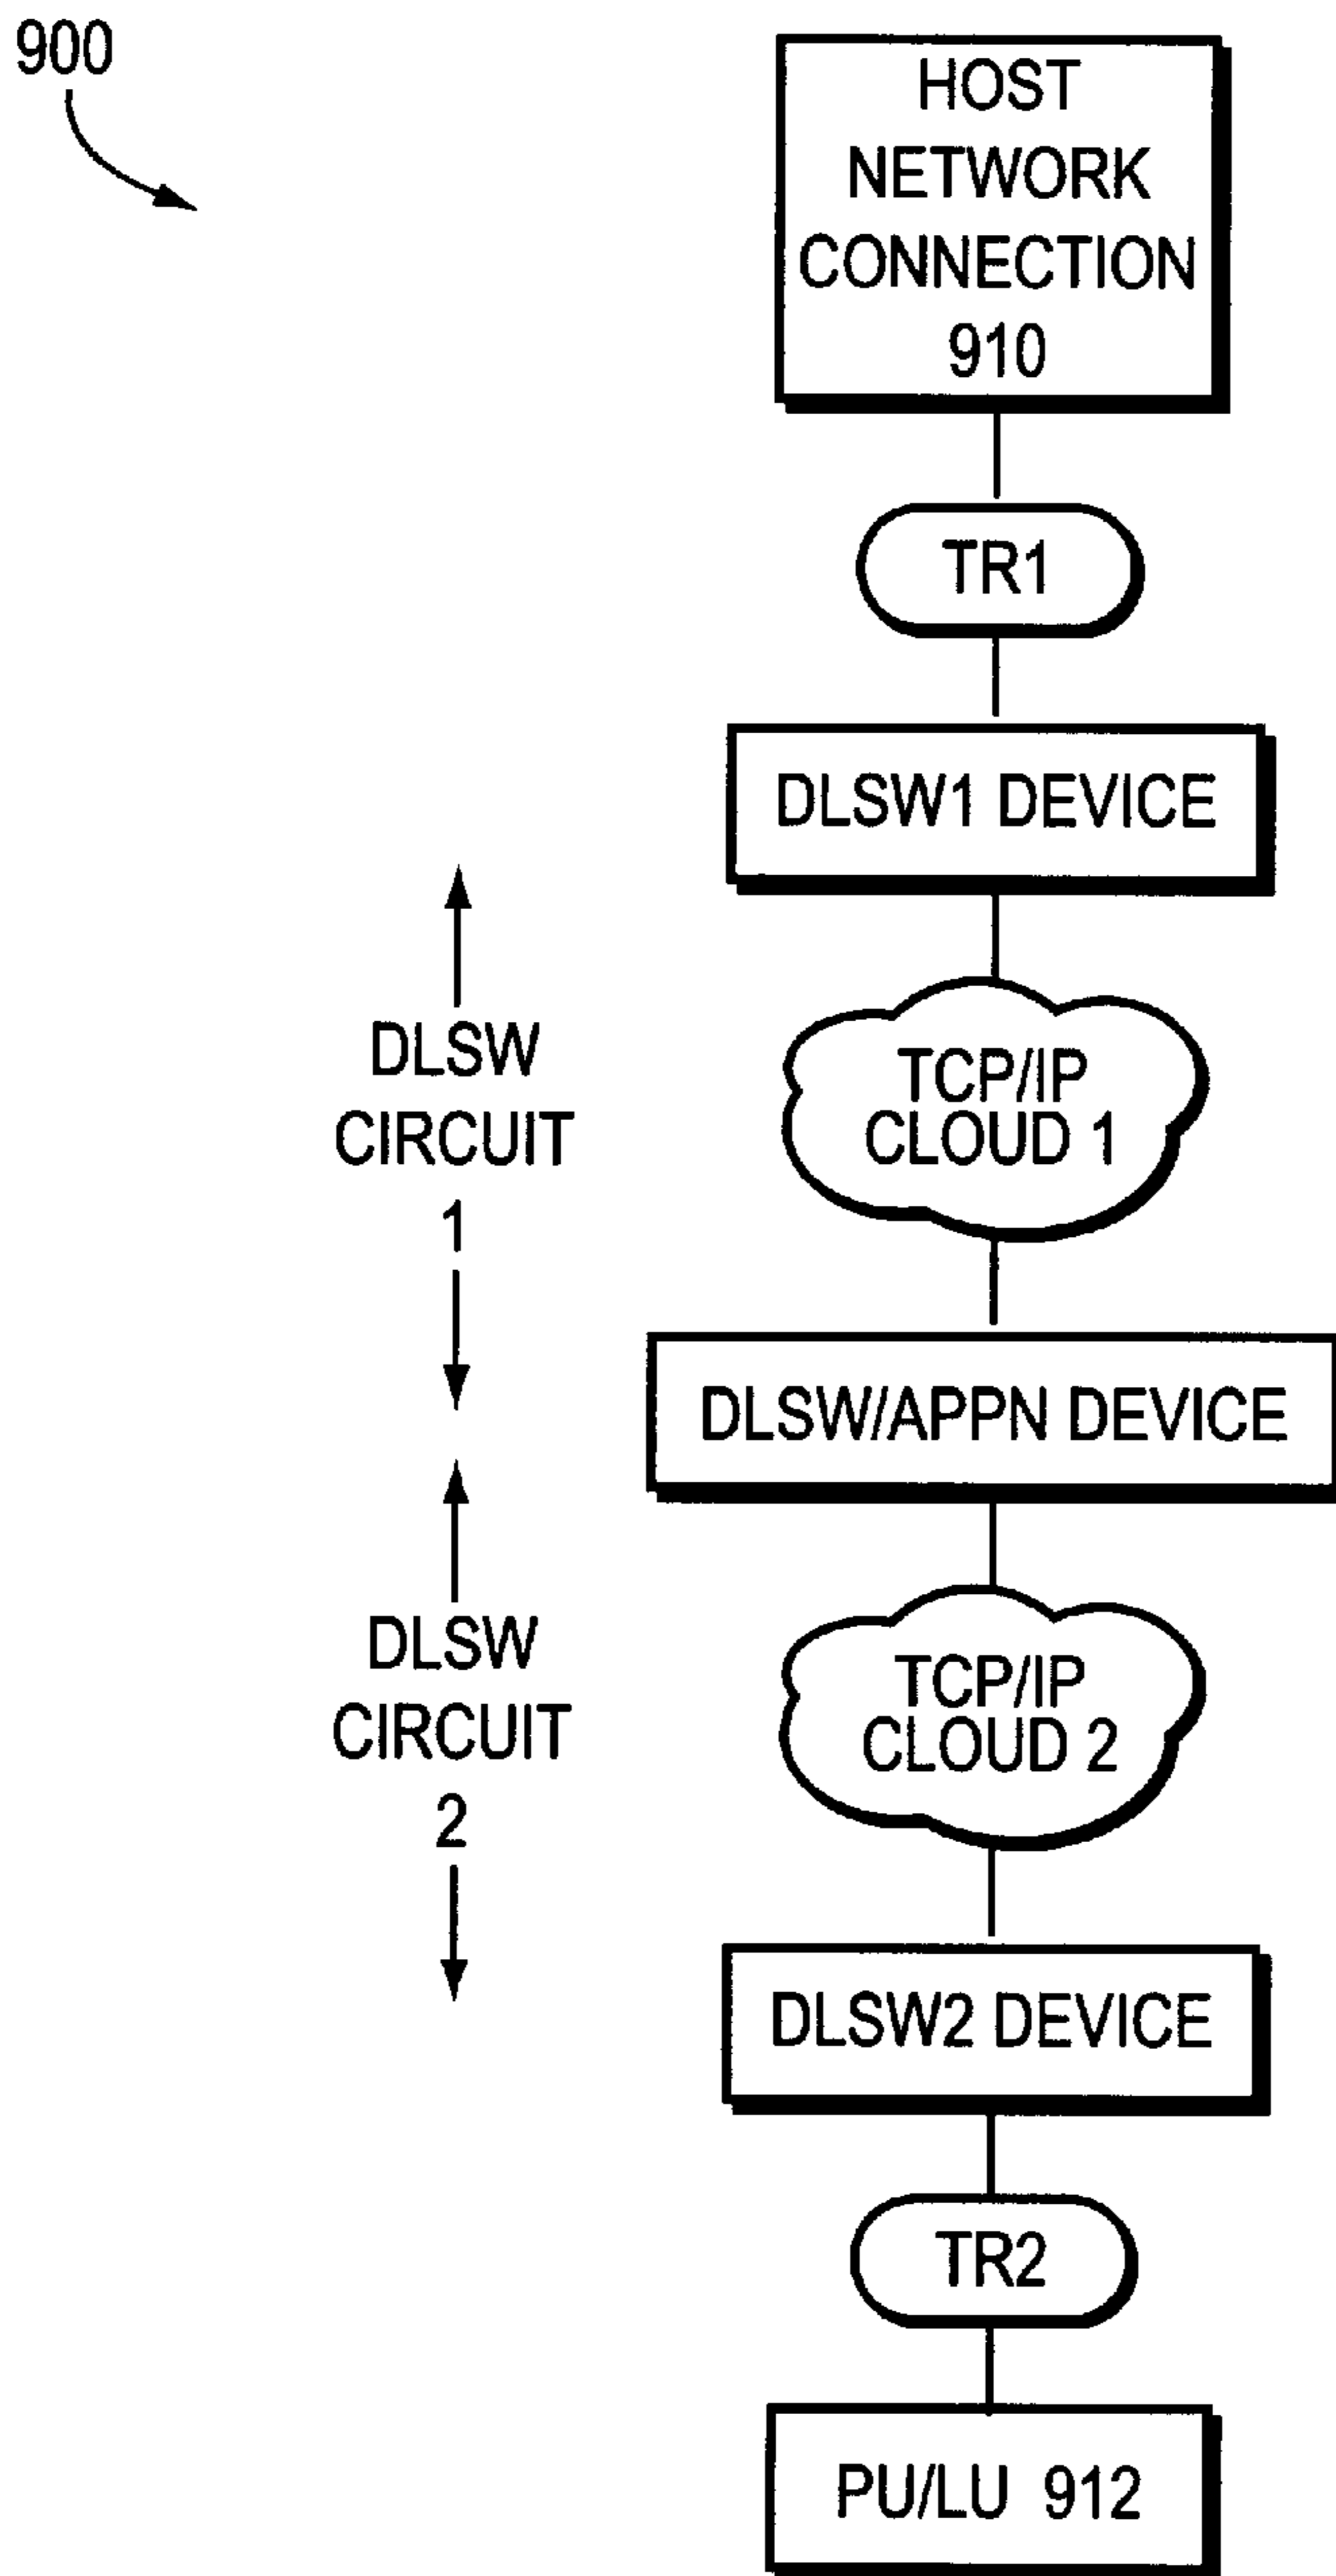 900
HOST
NETWORK
CONNECTION
910
TR1
DLSW1 DEVICE
DLSW
CIRCUIT
1
TCP/IP
CLOUD 1
DLSW/APPN DEVICE
DLSW
CIRCUIT
2
TCP/IP
CLOUD 2
DLSW2 DEVICE
TR2
PU/LU 912